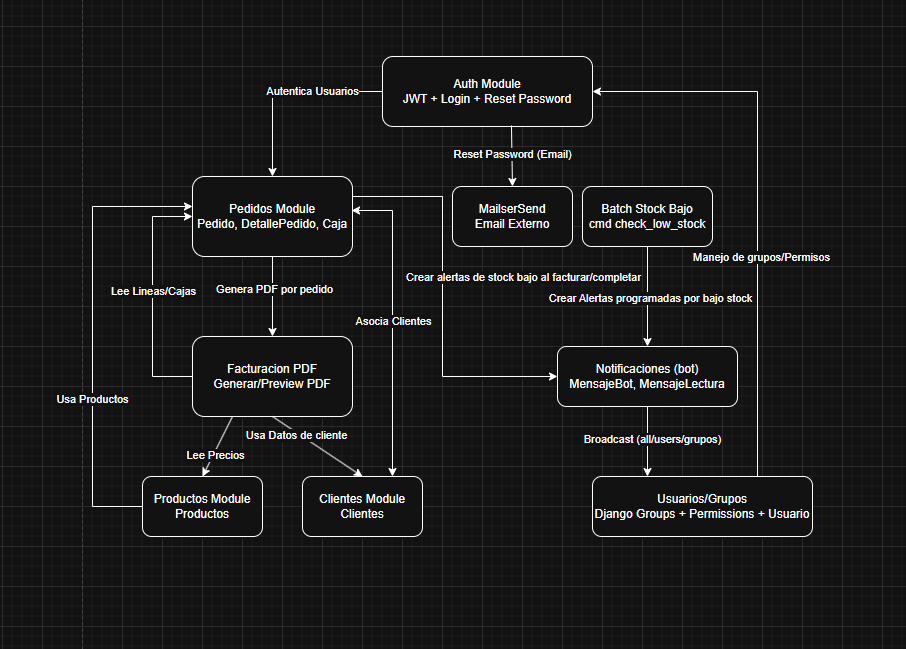 Auth Module
JWT + Login + Reset Password
Autentica Usuarios
Reset Password (Email)
Pedidos Module
Pedido, DetallePedido, Caja
MailserSend
Email Externo
Batch Stock Bajo
cmd check_low_stock
Manejo de grupos/Permisos
Crear alertas de stock bajo al facturar/completar
Lee Lineas/Cajas
Genera PDF por pedido
Crear Alertas programadas por bajo stock
Asocia Clientes
Facturacion PDF
Generar/Preview PDF
Notificaciones (bot)
MensajeBot, MensajeLectura
Usa Productos
Usa Datos de cliente
Broadcast (all/users/grupos)
Lee Precios
Productos Module
Productos
Clientes Module
Clientes
Usuarios/Grupos
Django Groups + Permissions + Usuario